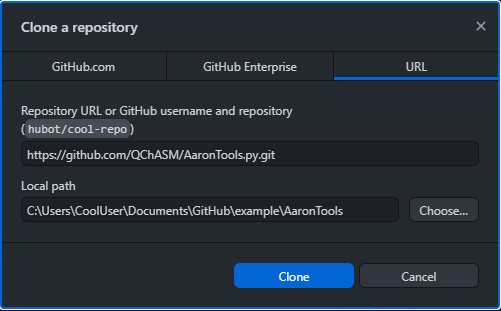 Clone a repository
GitHub.com
GitHub Enterprise
URL
Repository URL or GitHub username and repository
(hubot/cool-repo)
https://github.com/QChASM/AaronTools.py.git
Local path
C:\Users\CoolUser\Documents\GitHub\example\AaronTools
Choose...
Clone
Cancel